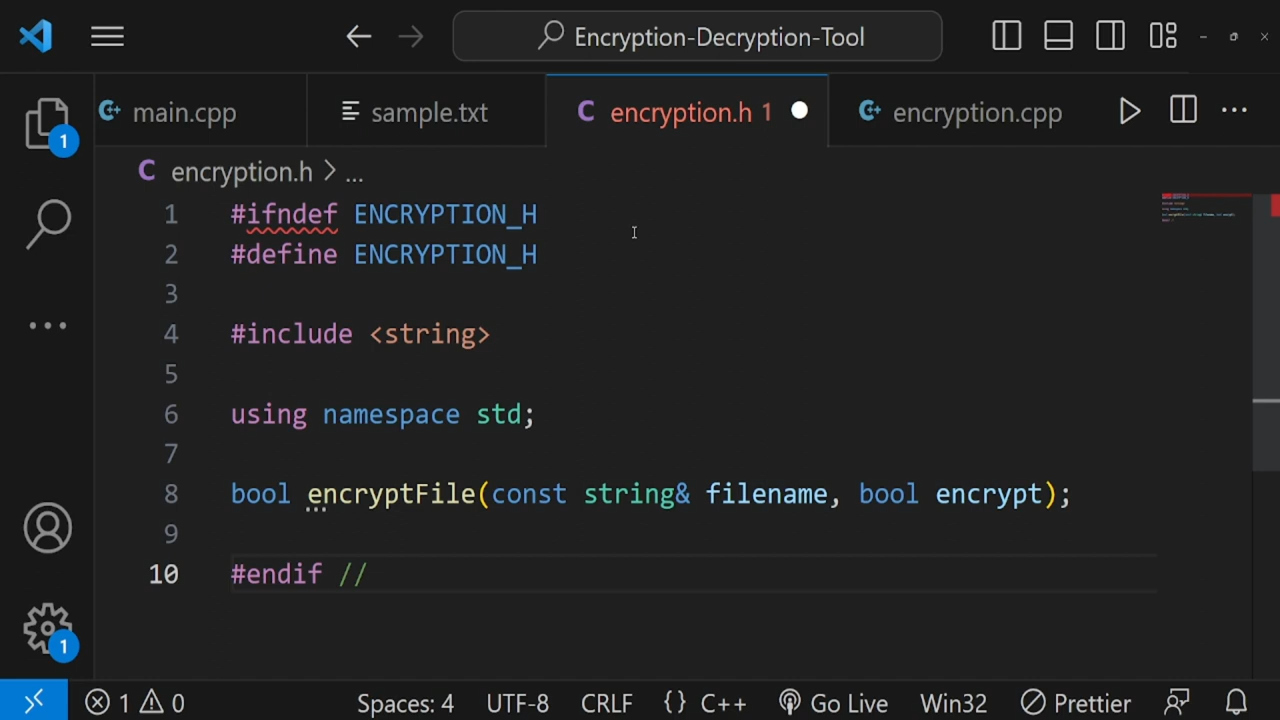 Encryption-Decryption-Tool
main.cpp
sample.txt
C encryption.h 1
encryption.cpp
C encryption.h > ...
1 #ifndef ENCRYPTION_H
2 #define ENCRYPTION_H
3
4 #include <string>
5
6 using namespace std;
7
8 bool encryptFile(const string& filename, bool encrypt);
9
10 #endif //
1
1
1 0 Spaces: 4 UTF-8 CRLF {} C++ Go Live Win32 Prettier